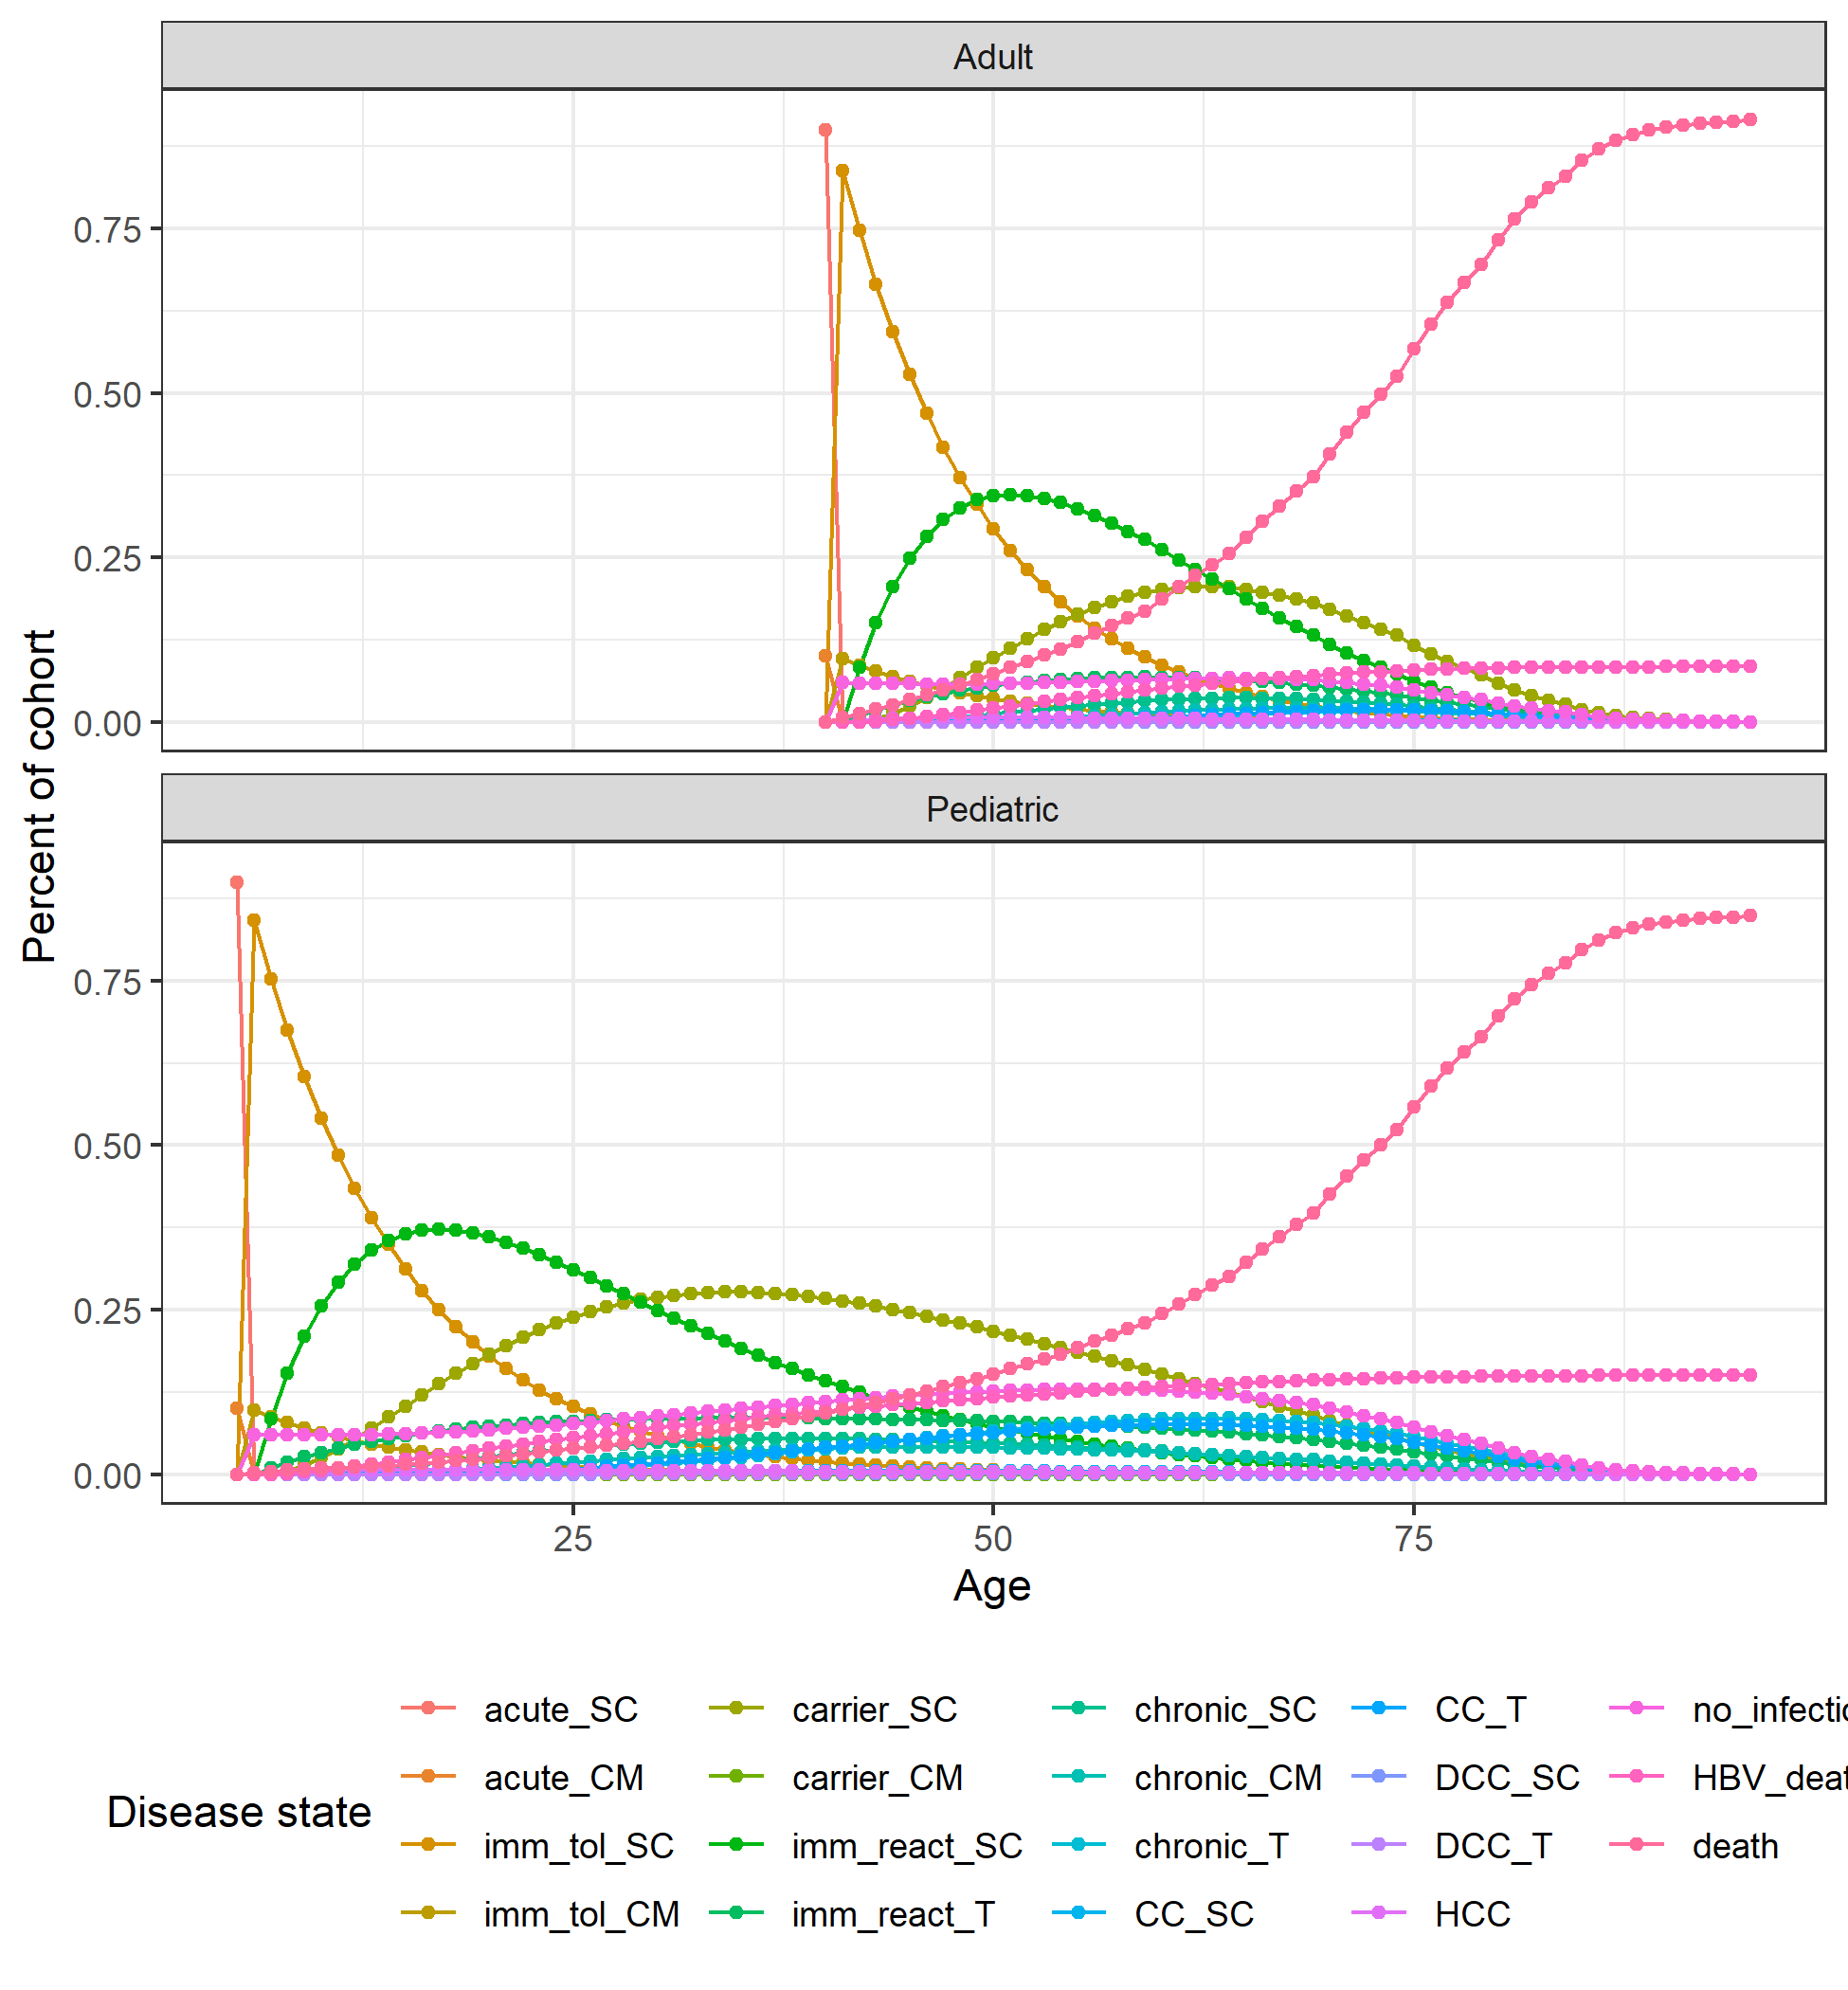 Adult
0.75
0.50
0.25
0.00
Percent of cohort
Pediatric
0.75
0.50
0.25
0.00
25 50 75
Age
Disease state
acute_SC carrier_SC chronic_SC CC_T no_infectio
acute_CM carrier_CM chronic_CM DCC_SC HBV_deat
imm_tol_SC imm_react_SC chronic_T DCC_T death
imm_tol_CM imm_react_T CC_SC HCC